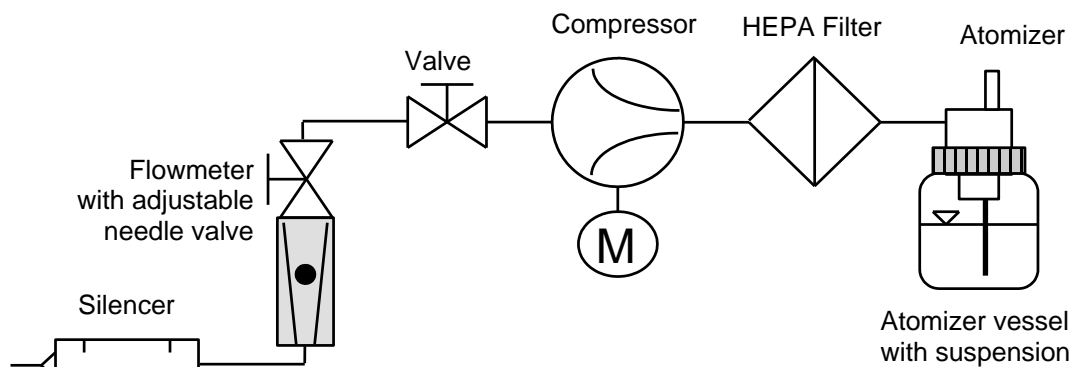 Compressor
HEPA Filter
Atomizer
Valve
Flowmeter
with adjustable
needle valve
M
Silencer
Atomizer vessel
with suspension